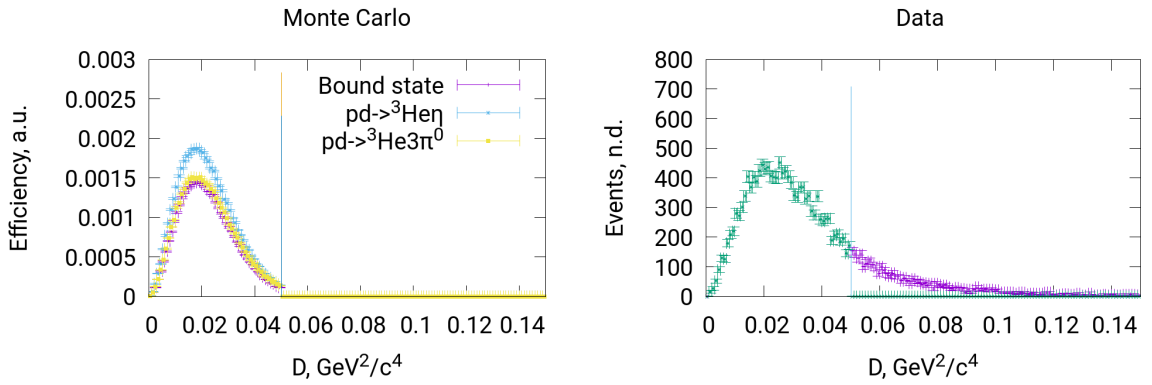 Monte Carlo
Efficiency, a.u.
0.003
0.0025
0.002
0.0015
0.001
0.0005
0
Bound state
pd->³Heη
pd->³He3π⁰
0 0.02 0.04 0.06 0.08 0.1 0.12 0.14
D, GeV²/c⁴
Data
Events, n.d.
800
700
600
500
400
300
200
100
0
0 0.02 0.04 0.06 0.08 0.1 0.12 0.14
D, GeV²/c⁴